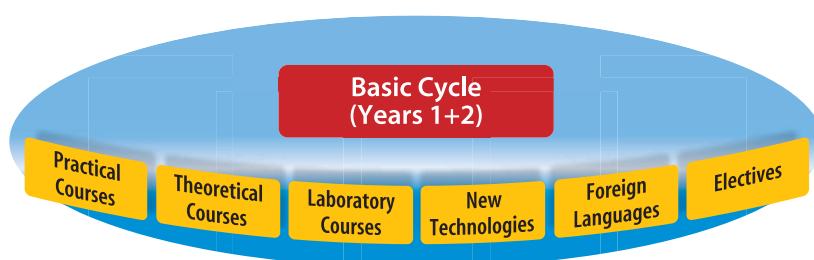 Basic Cycle
(Years 1+2)
Practical
Courses
Theoretical
Courses
Laboratory
Courses
New
Technologies
Foreign
Languages
Electives